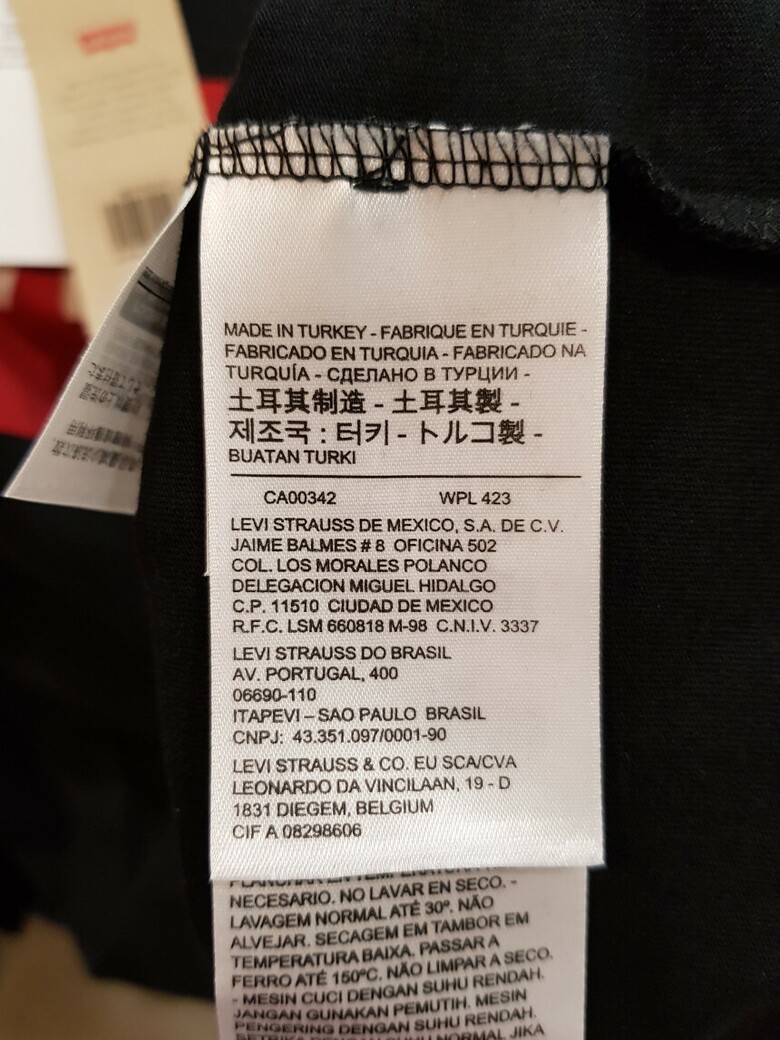 MADE IN TURKEY - FABRIQUE EN TURQUIE -
FABRICADO EN TURQUIA - FABRICADO NA
TURQUÍA - СДЕЛАНО В ТУРЦИИ -
土耳其制造 - 土耳其製 -
제조국 : 터키 - トルコ製 -
BUATAN TURKI
CA00342 WPL 423
LEVI STRAUSS DE MEXICO, S.A. DE C.V.
JAIME BALMES # 8 OFICINA 502
COL. LOS MORALES POLANCO
DELEGACION MIGUEL HIDALGO
C.P. 11510 CIUDAD DE MEXICO
R.F.C. LSM 660818 M-98 C.N.I.V. 3337
LEVI STRAUSS DO BRASIL
AV. PORTUGAL, 400
06690-110
ITAPEVI – SAO PAULO BRASIL
CNPJ: 43.351.097/0001-90
LEVI STRAUSS & CO. EU SCA/CVA
LEONARDO DA VINCILAAN, 19 - D
1831 DIEGEM, BELGIUM
CIF A 08298606
NECESARIO. NO LAVAR EN SECO. -
LAVAGEM NORMAL ATÉ 30º. NÃO
ALVEJAR. SECAGEM EM TAMBOR EM
TEMPERATURA BAIXA. PASSAR A
FERRO ATÉ 150ºC. NÃO LIMPAR A SECO.
- MESIN CUCI DENGAN SUHU RENDAH.
JANGAN GUNAKAN PEMUTIH. MESIN
PENGERING DENGAN SUHU RENDAH.
SETRIKA DENGAN SUHU NORMAL JIKA